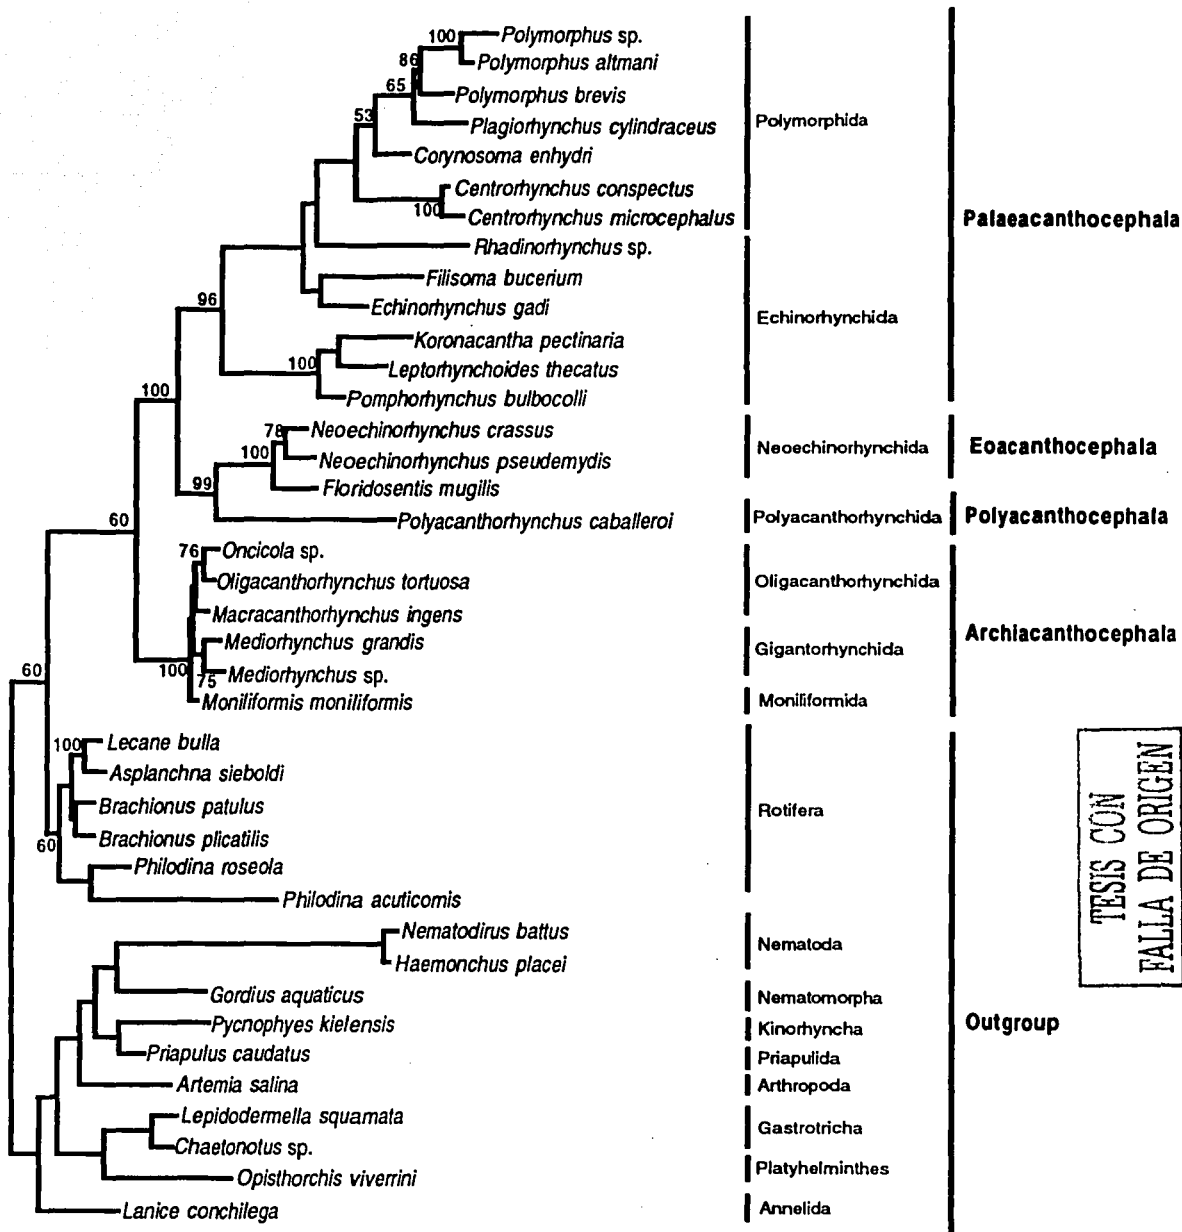 100
Polymorphus sp.
86
Polymorphus altmani
65
Polymorphus brevis
53
Plagiorhynchus cylindraceus
Polymorphida
Corynosoma enhydri
Centrorhynchus conspectus
100
Centrorhynchus microcephalus
Palaeacanthocephala
Rhadinorhynchus sp.
Filisoma bucerium
96
Echinorhynchus gadi
Echinorhynchida
Koronacantha pectinaria
100
Leptorhynchoides thecatus
100
Pomphorhynchus bulbocolli
78
Neoechinorhynchus crassus
Neoechinorhynchida
Eoacanthocephala
100
Neoechinorhynchus pseudemydis
99
Floridosentis mugilis
60
Polyacanthorhynchus caballeroi
Polyacanthorhynchida
Polyacanthocephala
76
Oncicola sp.
Oligacanthorhynchus tortuosa
Oligacanthorhynchida
Macracanthorhynchus ingens
Archiacanthocephala
Mediorhynchus grandis
Gigantorhynchida
60
100
75
Mediorhynchus sp.
Moniliformis moniliformis
Moniliformida
100
Lecane bulla
Asplanchna sieboldi
Brachionus patulus
Rotifera
60
Brachionus plicatilis
Philodina roseola
Philodina acuticornis
TESIS CON
FALLA DE ORIGEN
Nematodirus battus
Nematoda
Haemonchus placei
Gordius aquaticus
Nematomorpha
Outgroup
Pycnophyes kielensis
Kinorhyncha
Priapulus caudatus
Priapulida
Artemia salina
Arthropoda
Lepidodermella squamata
Gastrotricha
Chaetonotus sp.
Opisthorchis viverrini
Platyhelminthes
Lanice conchilega
Annelida